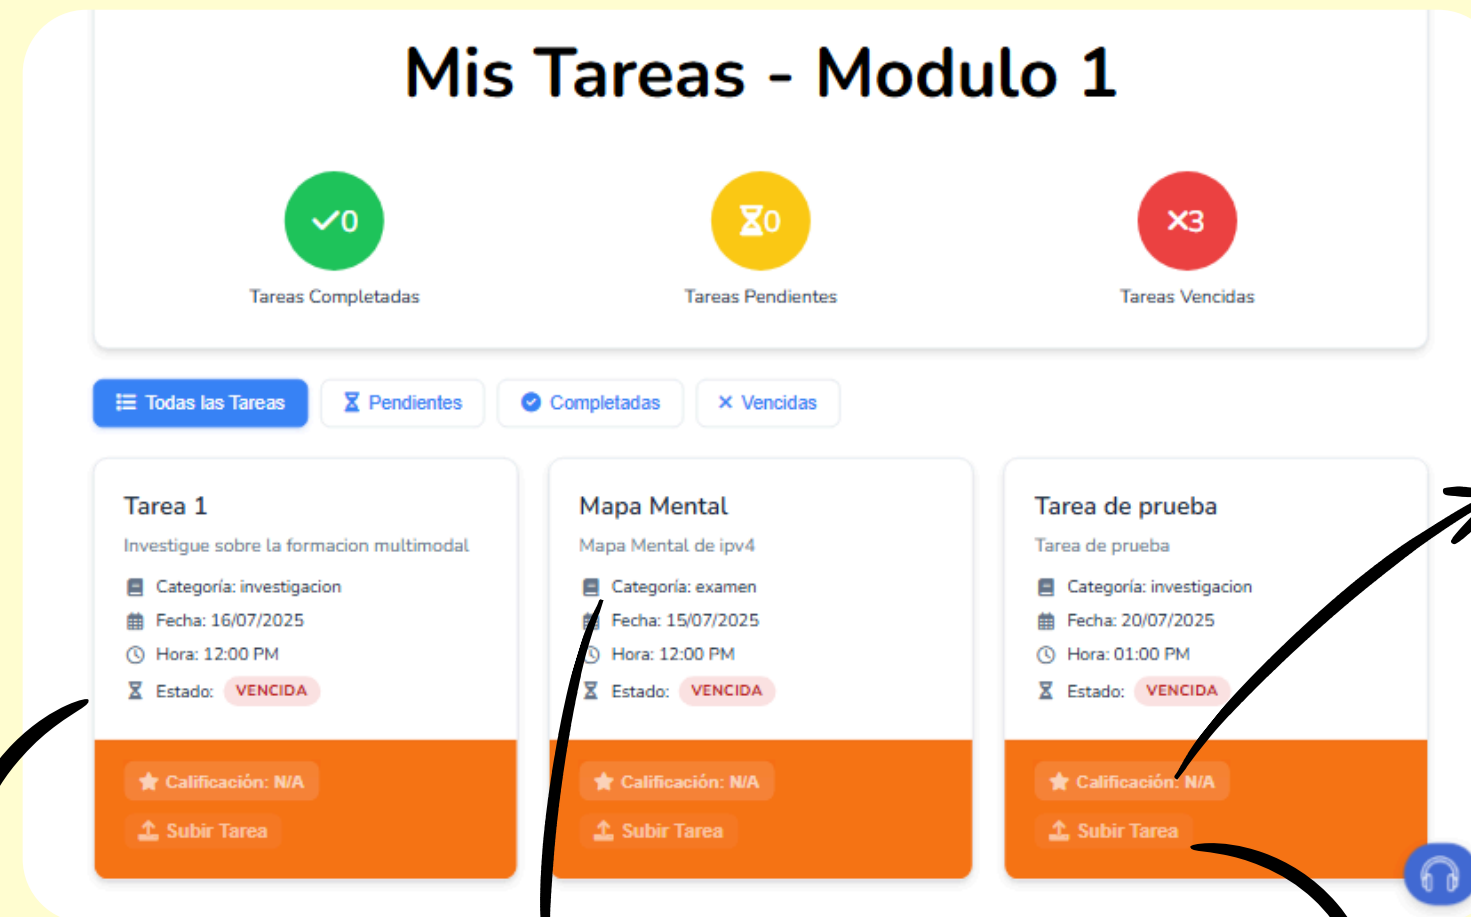 Mis Tareas - Modulo 1
0
0
3
Tareas Completadas
Tareas Pendientes
Tareas Vencidas
Todas las Tareas
Pendientes
Completadas
Vencidas
Tarea 1
Investigue sobre la formacion multimodal
Categoría: investigacion
Fecha: 16/07/2025
Hora: 12:00 PM
Estado: VENCIDA
Calificación: N/A
Subir Tarea
Mapa Mental
Mapa Mental de ipv4
Categoría: examen
Fecha: 15/07/2025
Hora: 12:00 PM
Estado: VENCIDA
Calificación: N/A
Subir Tarea
Tarea de prueba
Tarea de prueba
Categoría: investigacion
Fecha: 20/07/2025
Hora: 01:00 PM
Estado: VENCIDA
Calificación: N/A
Subir Tarea